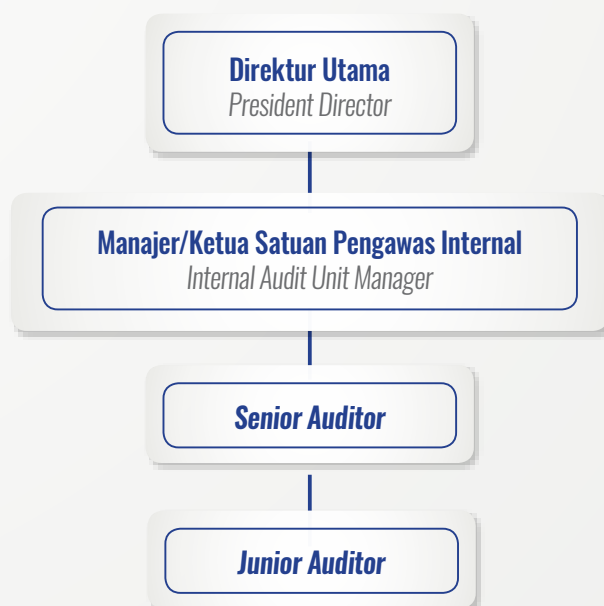 Direktur Utama
President Director
Manajer/Ketua Satuan Pengawas Internal
Internal Audit Unit Manager
Senior Auditor
Junior Auditor